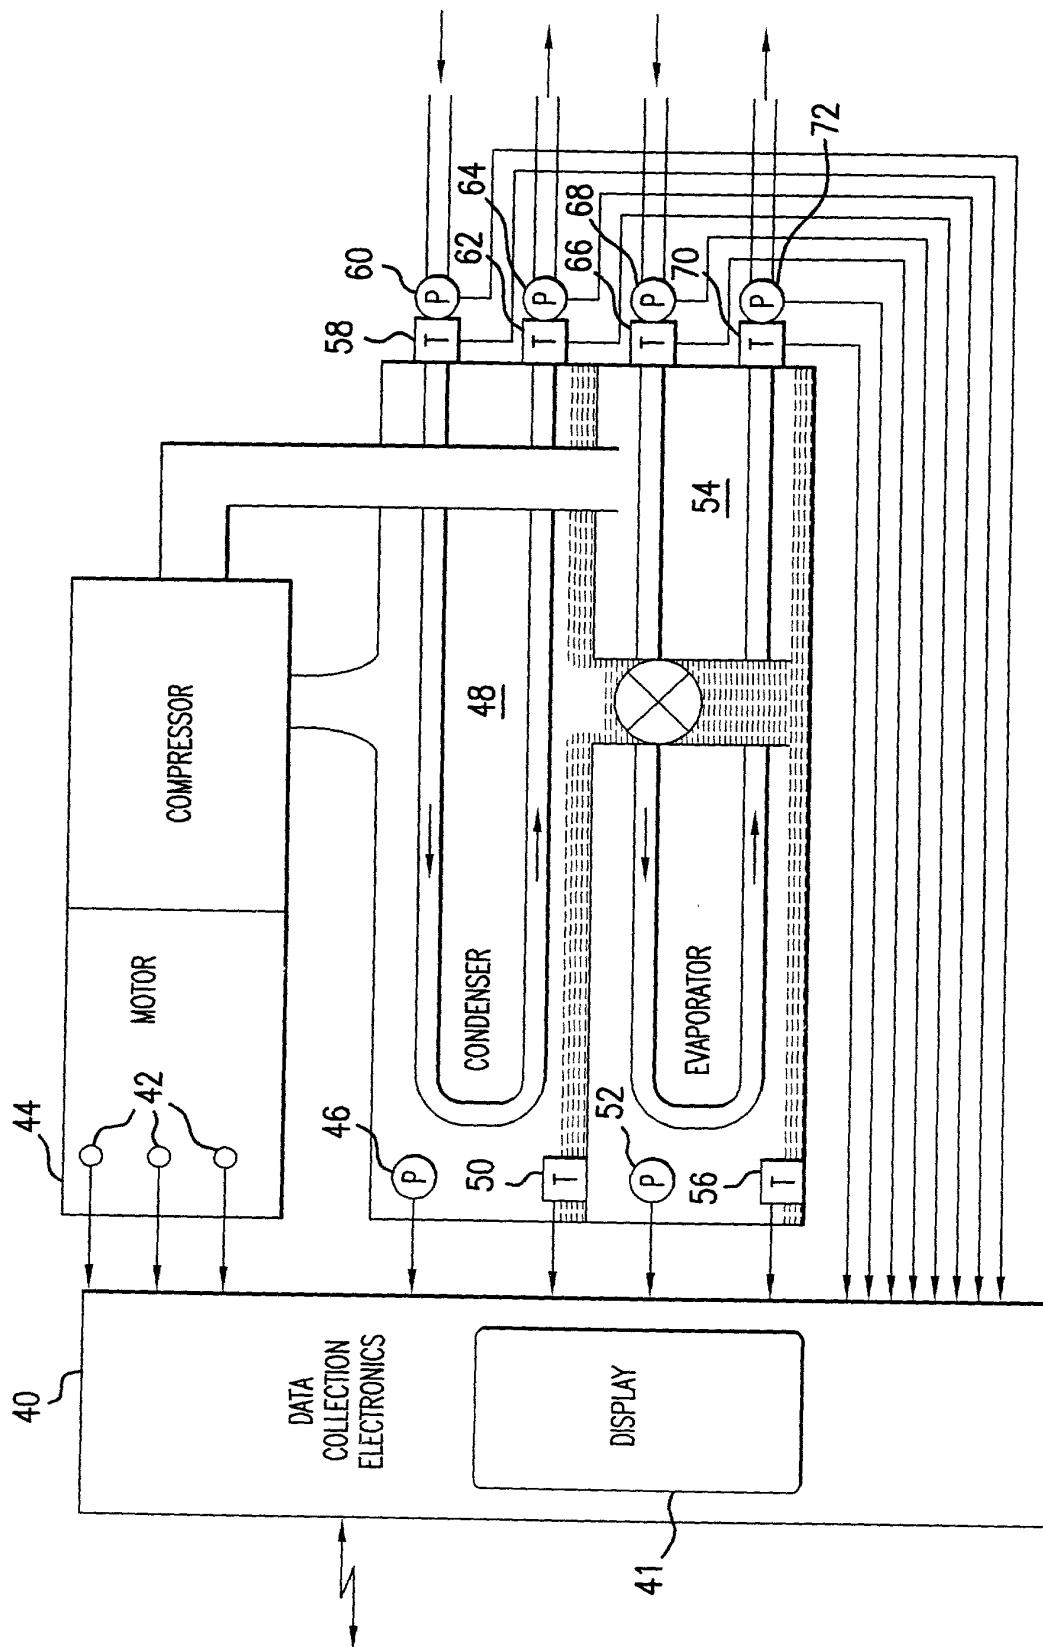 40
DATA
COLLECTION
ELECTRONICS
DISPLAY
41
44
42
MOTOR
COMPRESSOR
46
P
50
T
52
P
56
T
CONDENSER
48
EVAPORATOR
54
58
T
60
P
62
T
64
P
66
T
68
P
70
T
72
P